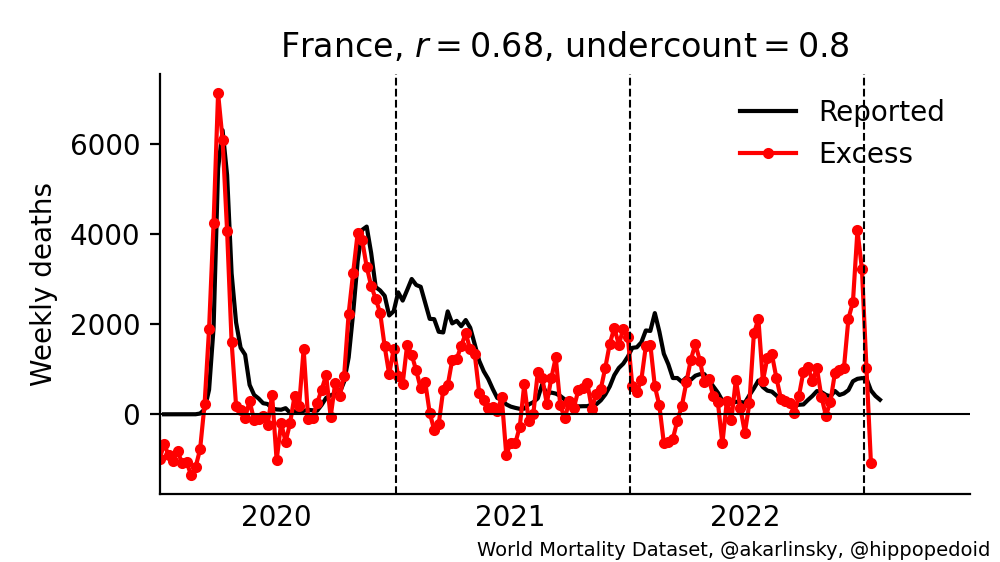 France, r = 0.68, undercount = 0.8
Reported
Excess
Weekly deaths
6000
4000
2000
0
2020 2021 2022
World Mortality Dataset, @akarlinsky, @hippopedoid